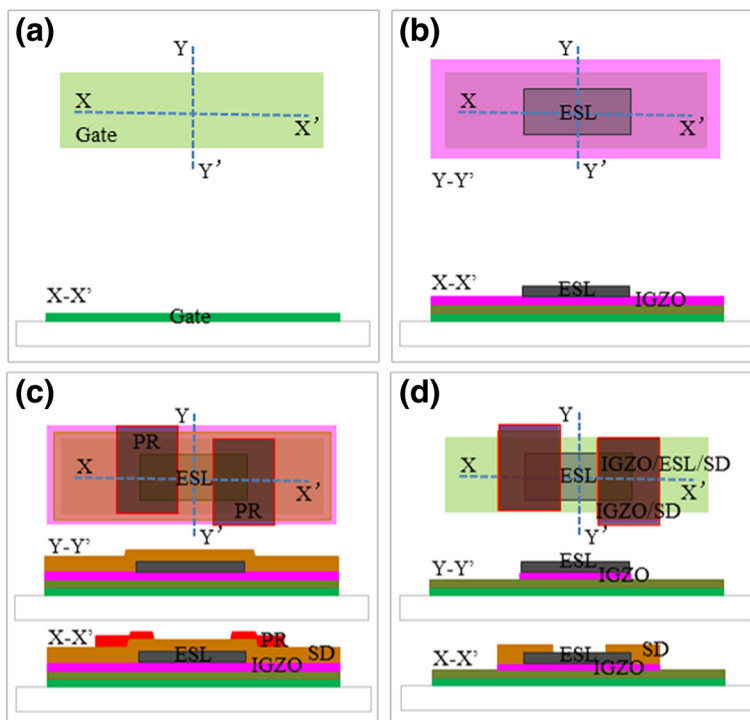 (a)
Y
X
X'
Gate
Y'
X-X'
Gate
(b)
Y
X
ESL
X'
Y'
Y-Y'
X-X'
ESL
IGZO
(c)
Y
PR
X
ESL
X'
PR
Y'
Y-Y'
X-X'
PR
ESL
SD
IGZO
(d)
Y
X
ESL
IGZO/ESL/SD
X'
IGZO/SD
Y'
Y-Y'
ESL
IGZO
X-X'
ESL
SD
IGZO